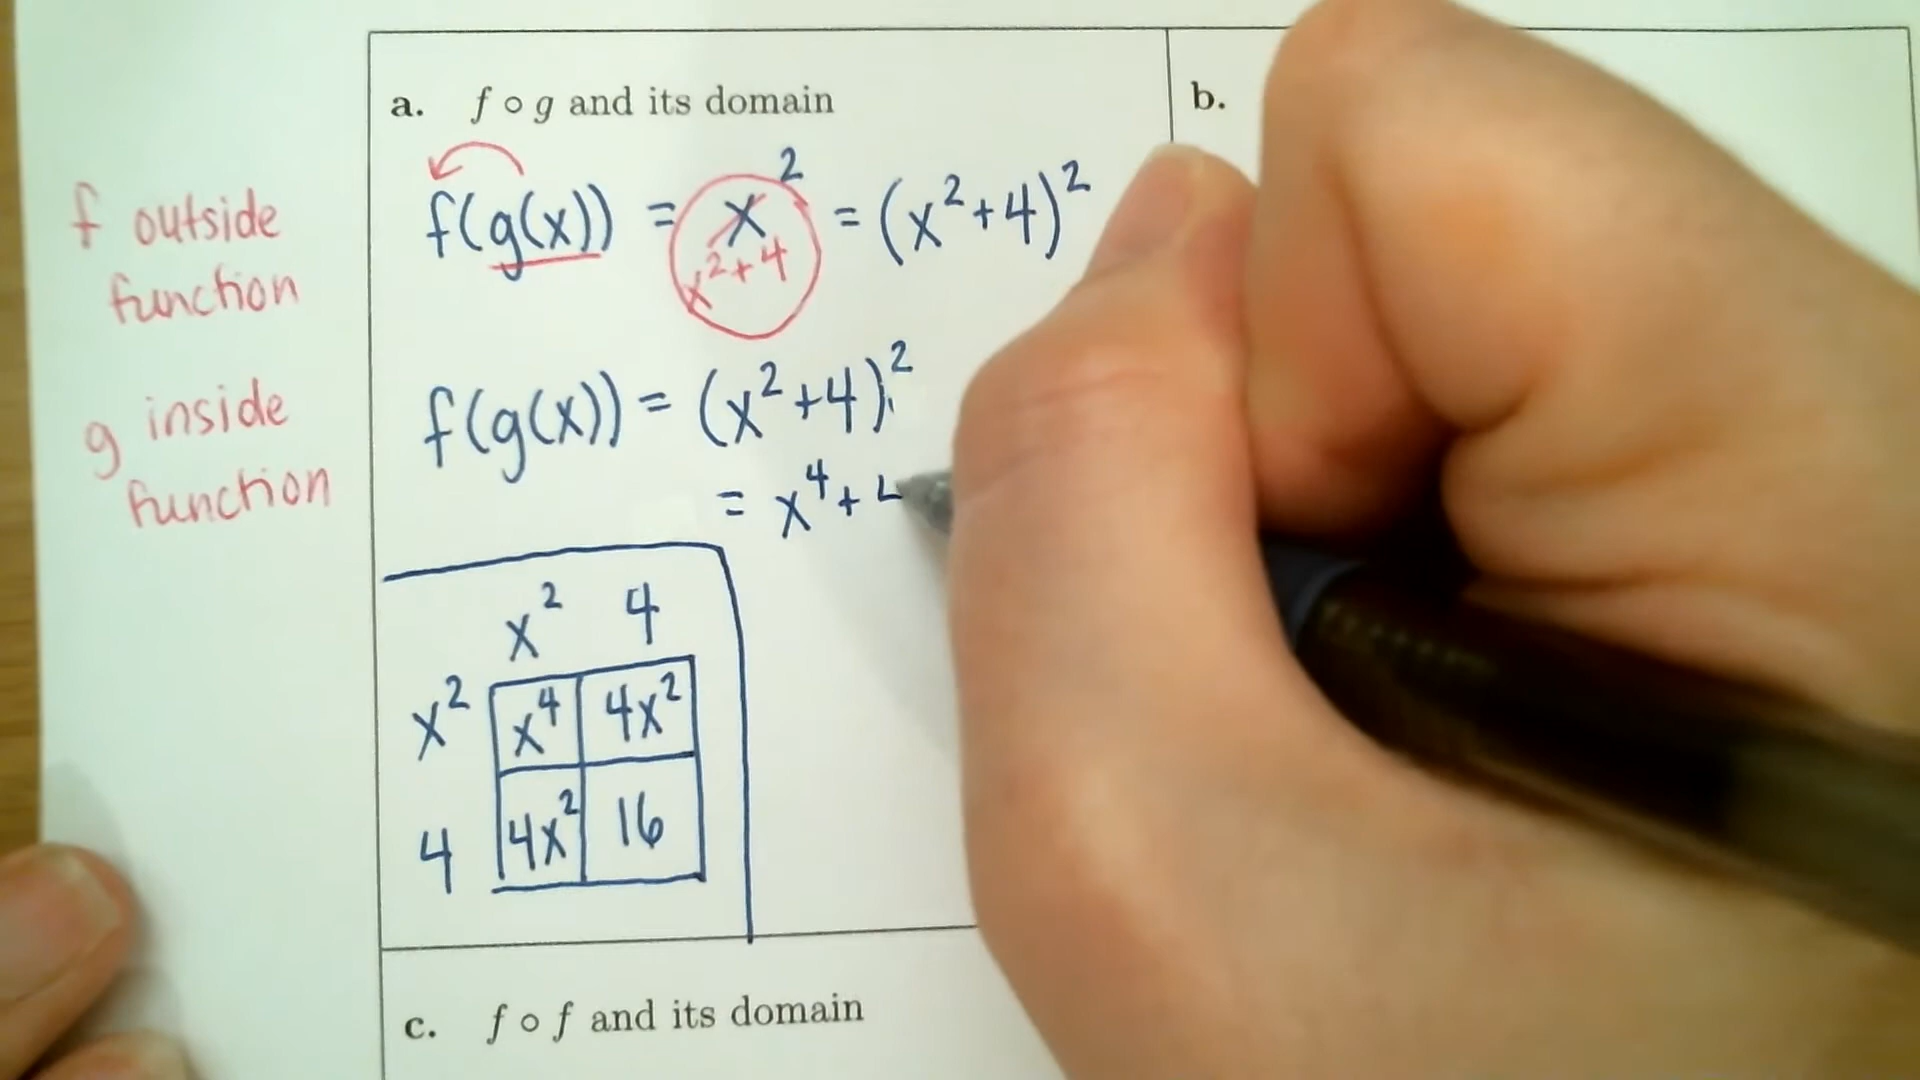 a. f ∘ g and its domain
b.
f(g(x)) = x² = (x²+4)²
x²+4
f outside
function
g inside
function
f(g(x)) = (x²+4)²
= x⁴+
x² 4
x² x⁴ 4x²
4 4x² 16
c. f ∘ f and its domain